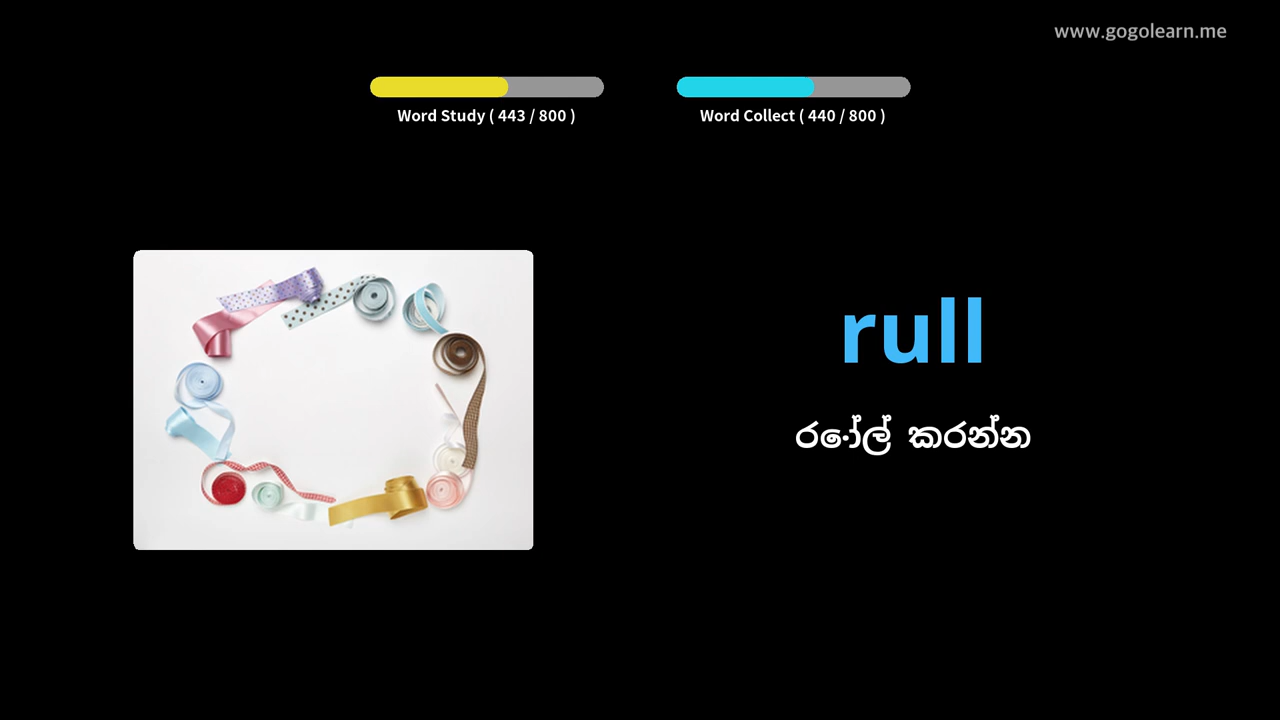 www.gogolearn.me
Word Study ( 443 / 800 )
Word Collect ( 440 / 800 )
rull
රෝල් කරන්න